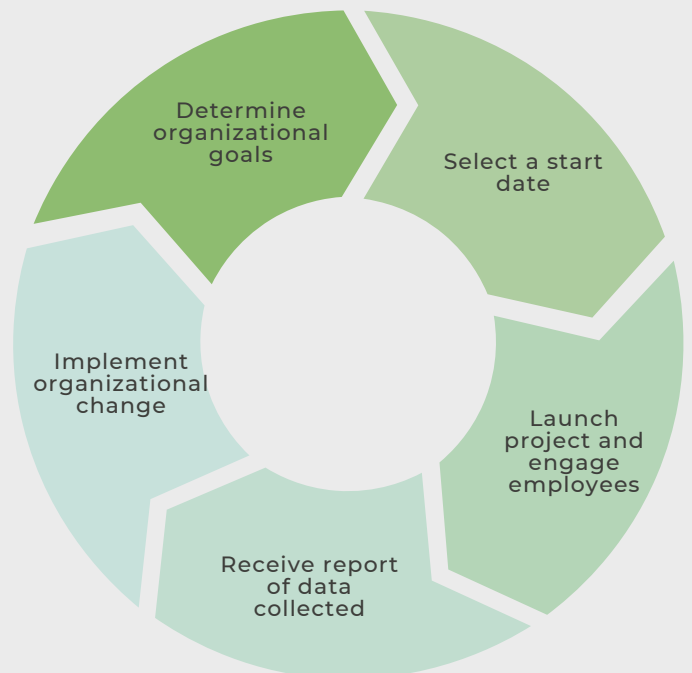 Determine
organizational
goals
Select a start
date
Launch
project and
engage
employees
Receive report
of data
collected
Implement
organizational
change